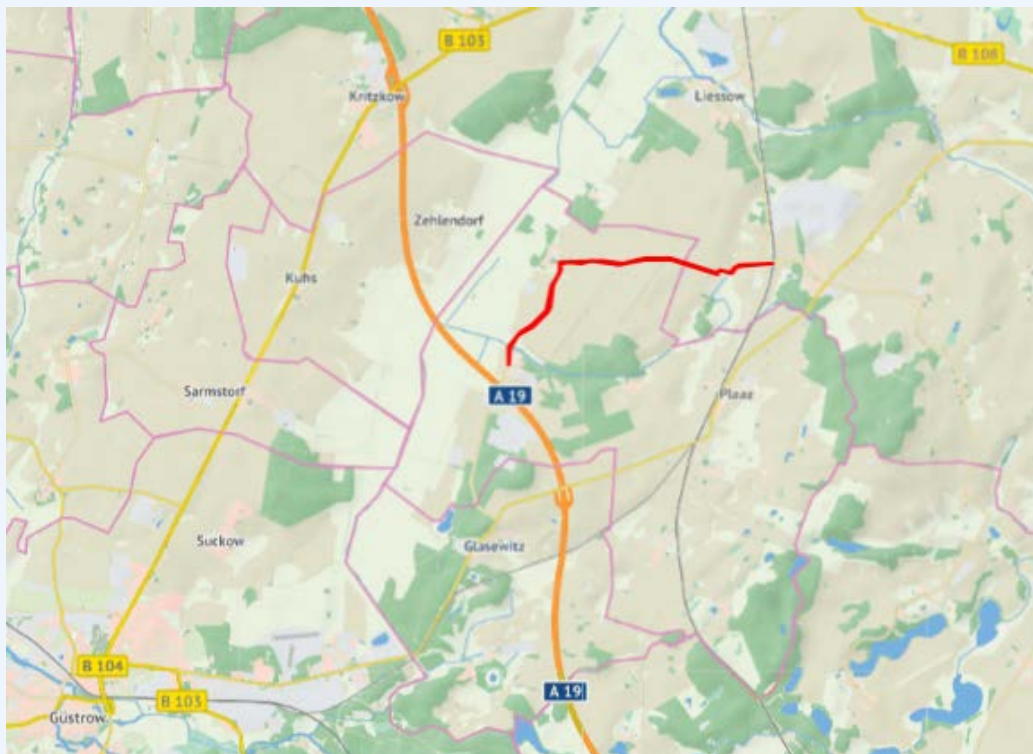 B 103
B 108
Kritzkow
Liessow
Zehlendorf
Kuhs
Sarmstorf
A 19
Plaaz
Suckow
Glasewitz
B 104
B 103
A 19
Güstrow